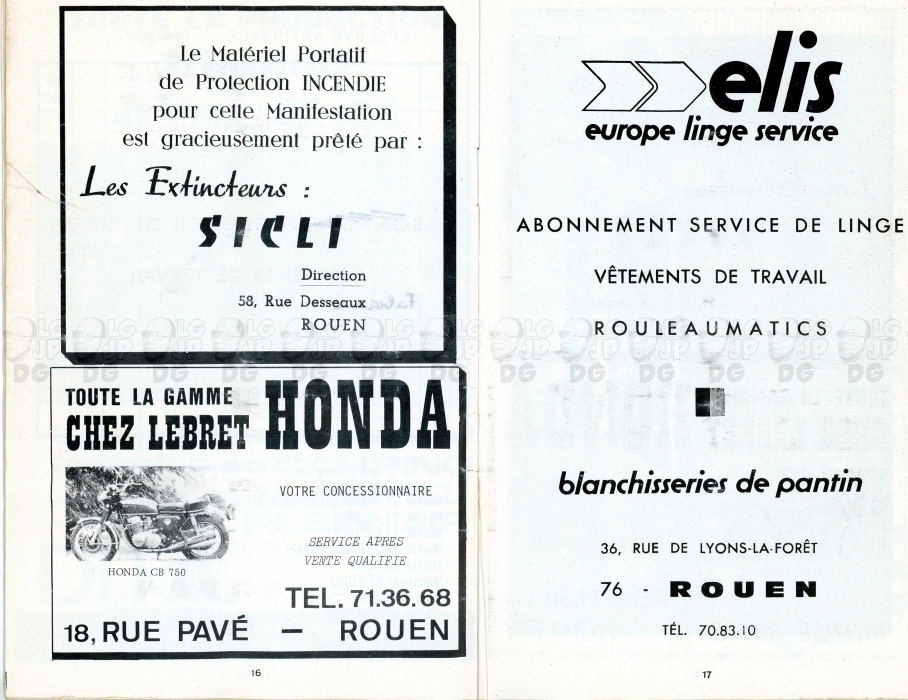 Le Matériel Portatif
de Protection INCENDIE
pour cette Manifestation
est gracieusement prêté par :
Les Extincteurs :
SICLI
Direction
58, Rue Desseaux
ROUEN
TOUTE LA GAMME
CHEZ LEBRET
HONDA
VOTRE CONCESSIONNAIRE
SERVICE APRES
VENTE QUALIFIE
HONDA CB 750
TEL. 71.36.68
18, RUE PAVÉ — ROUEN
16
elis
europe linge service
ABONNEMENT SERVICE DE LINGE
VÊTEMENTS DE TRAVAIL
ROULEAUMATICS
blanchisseries de pantin
36, RUE DE LYONS-LA-FORÊT
76 - ROUEN
TÉL. 70.83.10
17
LG JP DG